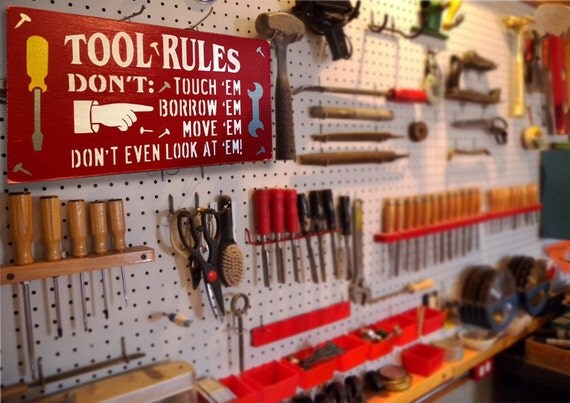 TOOL RULES
DON'T: TOUCH 'EM
BORROW 'EM
MOVE 'EM
DON'T EVEN LOOK AT 'EM!